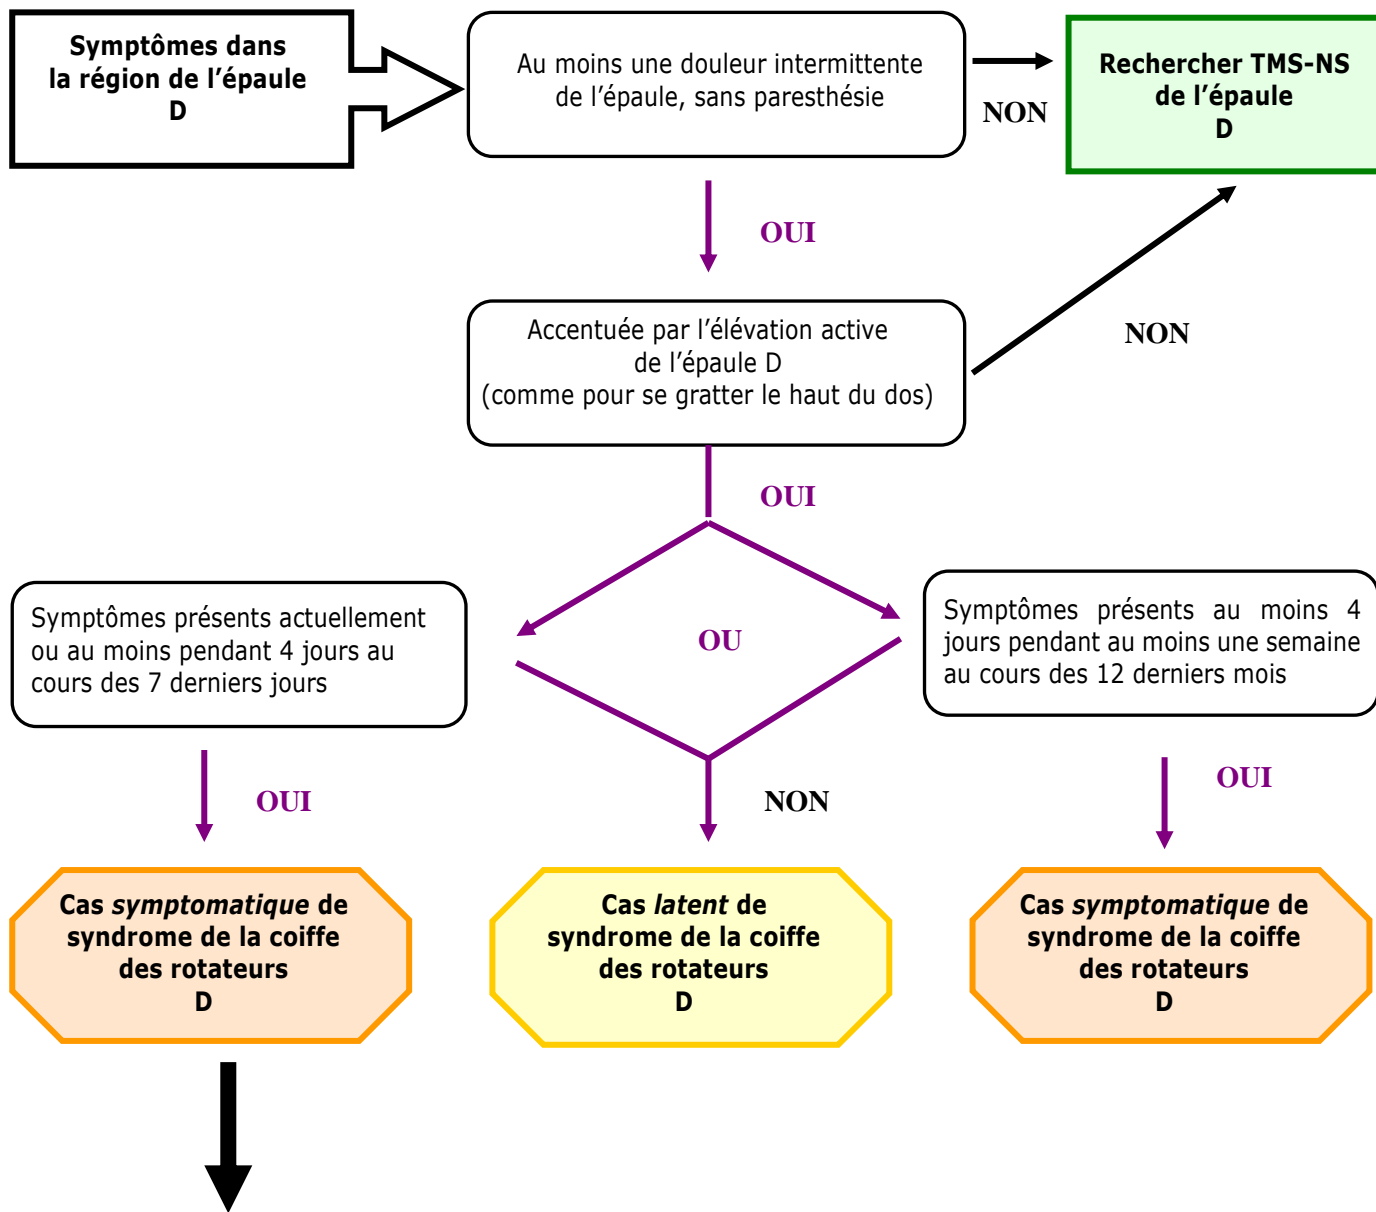 Symptômes dans
la région de l’épaule
D
Au moins une douleur intermittente
de l’épaule, sans paresthésie
NON
Rechercher TMS-NS
de l’épaule
D
OUI
Accentuée par l’élévation active
de l’épaule D
(comme pour se gratter le haut du dos)
NON
OUI
Symptômes présents actuellement
ou au moins pendant 4 jours au
cours des 7 derniers jours
OU
Symptômes présents au moins 4
jours pendant au moins une semaine
au cours des 12 derniers mois
OUI
NON
OUI
Cas symptomatique de
syndrome de la coiffe
des rotateurs
D
Cas latent de
syndrome de la coiffe
des rotateurs
D
Cas symptomatique de
syndrome de la coiffe
des rotateurs
D